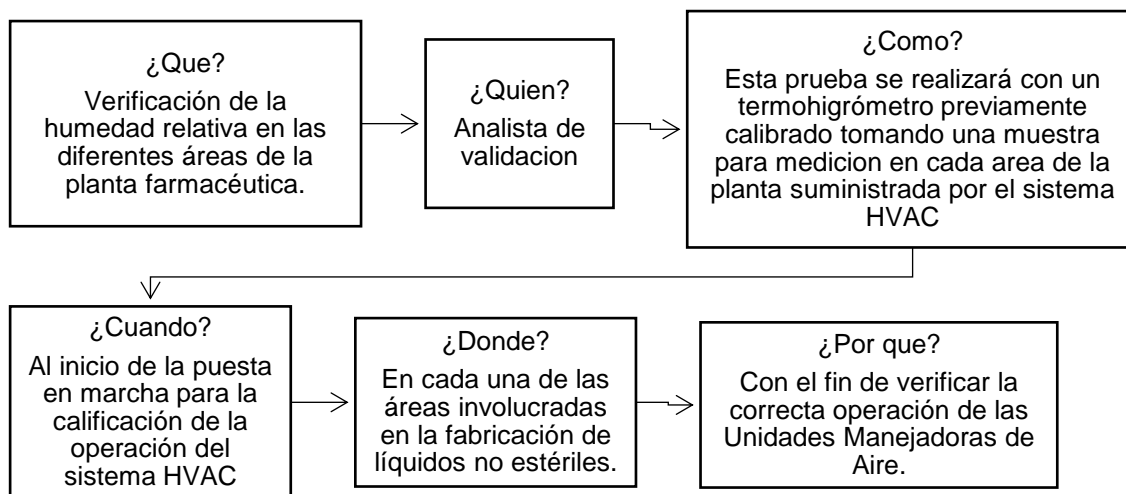 ¿Que?
Verificación de la
humedad relativa en las
diferentes áreas de la
planta farmacéutica.
¿Quien?
Analista de
validacion
¿Como?
Esta prueba se realizará con un
termohigrómetro previamente
calibrado tomando una muestra
para medicion en cada area de la
planta suministrada por el sistema
HVAC
¿Cuando?
Al inicio de la puesta
en marcha para la
calificación de la
operación del
sistema HVAC
¿Donde?
En cada una de las
áreas involucradas
en la fabricación de
líquidos no estériles.
¿Por que?
Con el fin de verificar la
correcta operación de las
Unidades Manejadoras de
Aire.